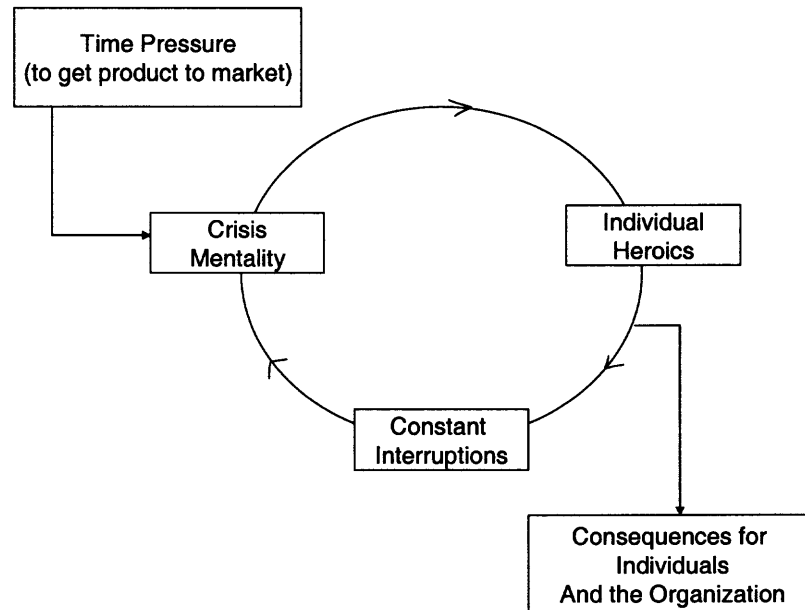 Time Pressure
(to get product to market)
Crisis
Mentality
Individual
Heroics
Constant
Interruptions
Consequences for
Individuals
And the Organization